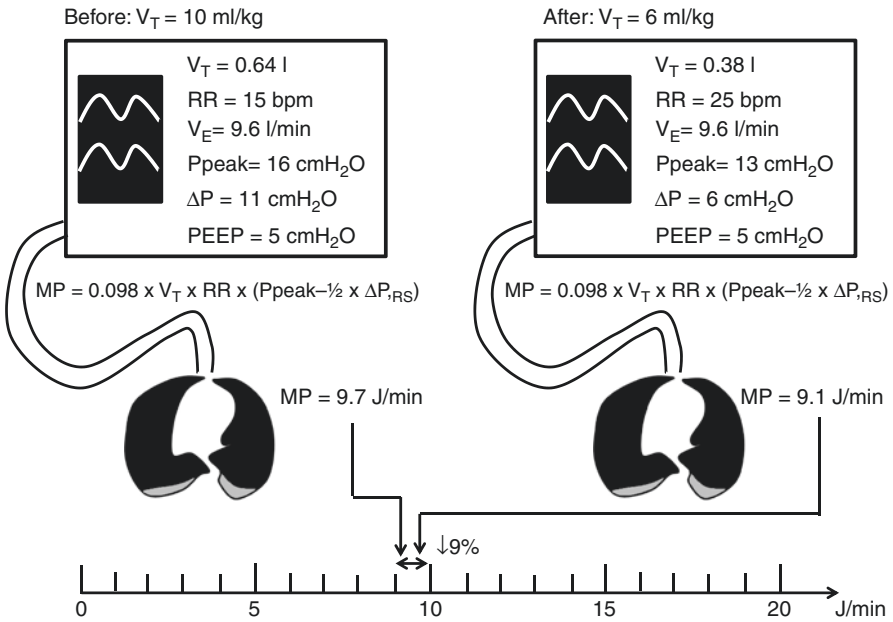 Before: V_T = 10 ml/kg
V_T = 0.64 l
RR = 15 bpm
V_E= 9.6 l/min
Ppeak= 16 cmH₂O
ΔP = 11 cmH₂O
PEEP = 5 cmH₂O
MP = 0.098 x V_T x RR x (Ppeak–½ x ΔP,_RS)
MP = 9.7 J/min
After: V_T = 6 ml/kg
V_T = 0.38 l
RR = 25 bpm
V_E= 9.6 l/min
Ppeak= 13 cmH₂O
ΔP = 6 cmH₂O
PEEP = 5 cmH₂O
MP = 0.098 x V_T x RR x (Ppeak–½ x ΔP,_RS)
MP = 9.1 J/min
↓9%
0 5 10 15 20 J/min